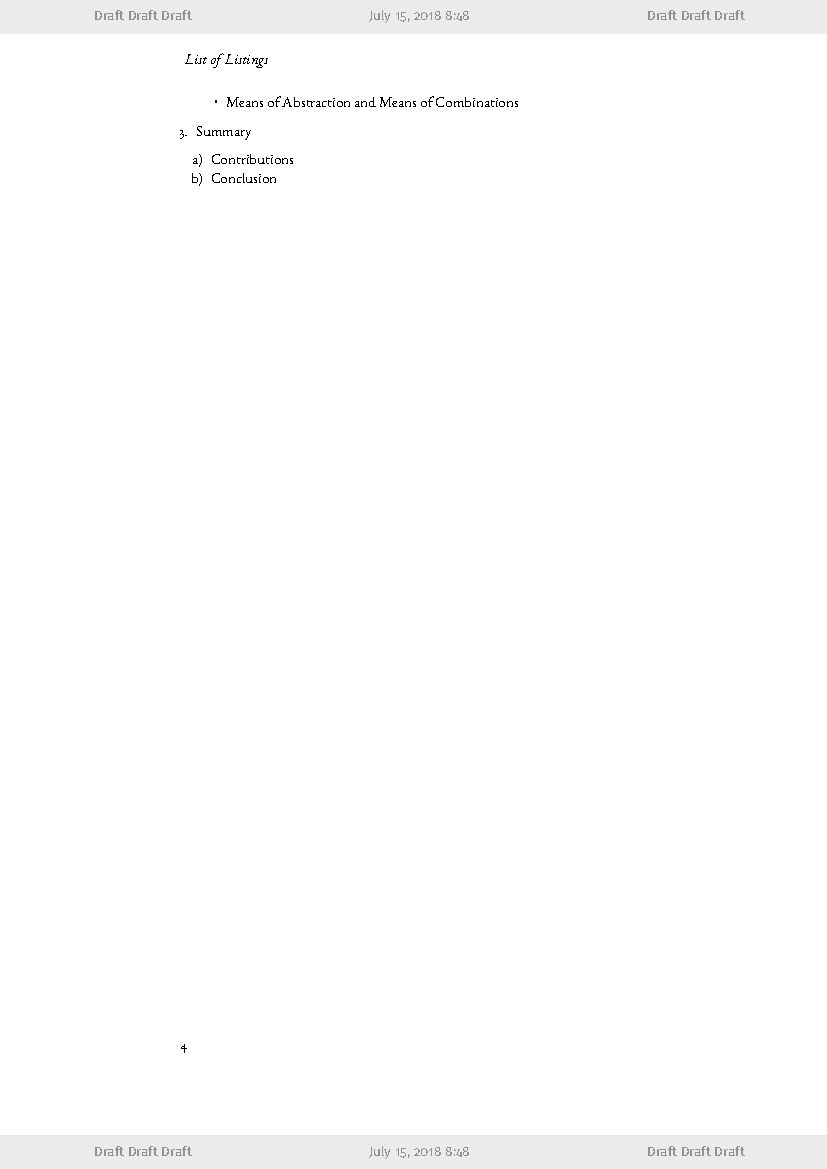 Draft Draft Draft July 15, 2018 8:48 Draft Draft Draft
List of Listings
• Means of Abstraction and Means of Combinations
3. Summary
a) Contributions
b) Conclusion
4
Draft Draft Draft July 15, 2018 8:48 Draft Draft Draft